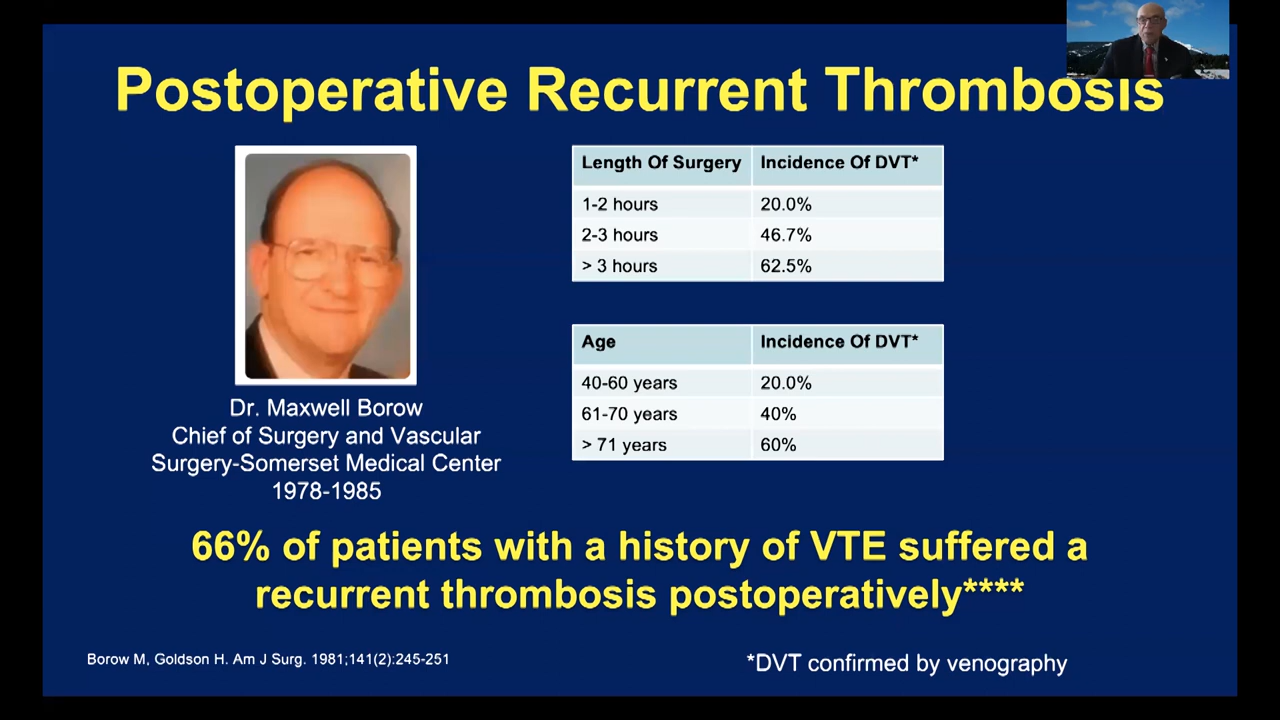 Postoperative Recurrent Thrombosis
Dr. Maxwell Borow
Chief of Surgery and Vascular
Surgery-Somerset Medical Center
1978-1985
Length Of Surgery Incidence Of DVT*
1-2 hours 20.0%
2-3 hours 46.7%
> 3 hours 62.5%
Age Incidence Of DVT*
40-60 years 20.0%
61-70 years 40%
> 71 years 60%
66% of patients with a history of VTE suffered a
recurrent thrombosis postoperatively****
Borow M, Goldson H. Am J Surg. 1981;141(2):245-251
*DVT confirmed by venography